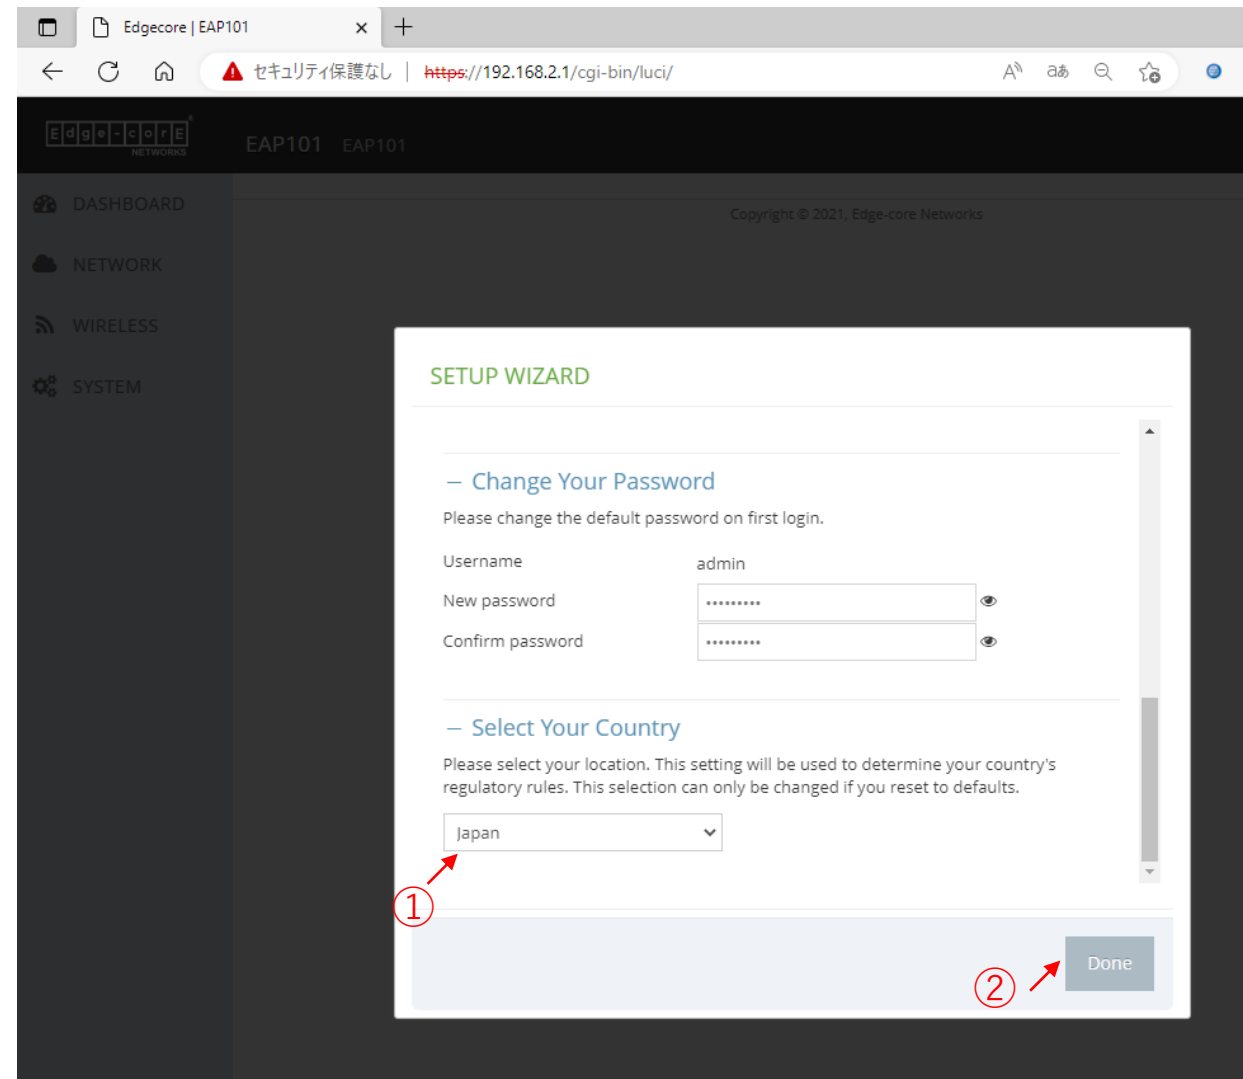 Edgecore | EAP101
セキュリティ保護なし | https://192.168.2.1/cgi-bin/luci/
Edge-corE
NETWORKS
EAP101 EAP101
DASHBOARD
Copyright © 2021, Edge-core Networks
NETWORK
WIRELESS
SYSTEM
SETUP WIZARD
– Change Your Password
Please change the default password on first login.
Username admin
New password •••••••••
Confirm password •••••••••
– Select Your Country
Please select your location. This setting will be used to determine your country's
regulatory rules. This selection can only be changed if you reset to defaults.
Japan
①
Done
②